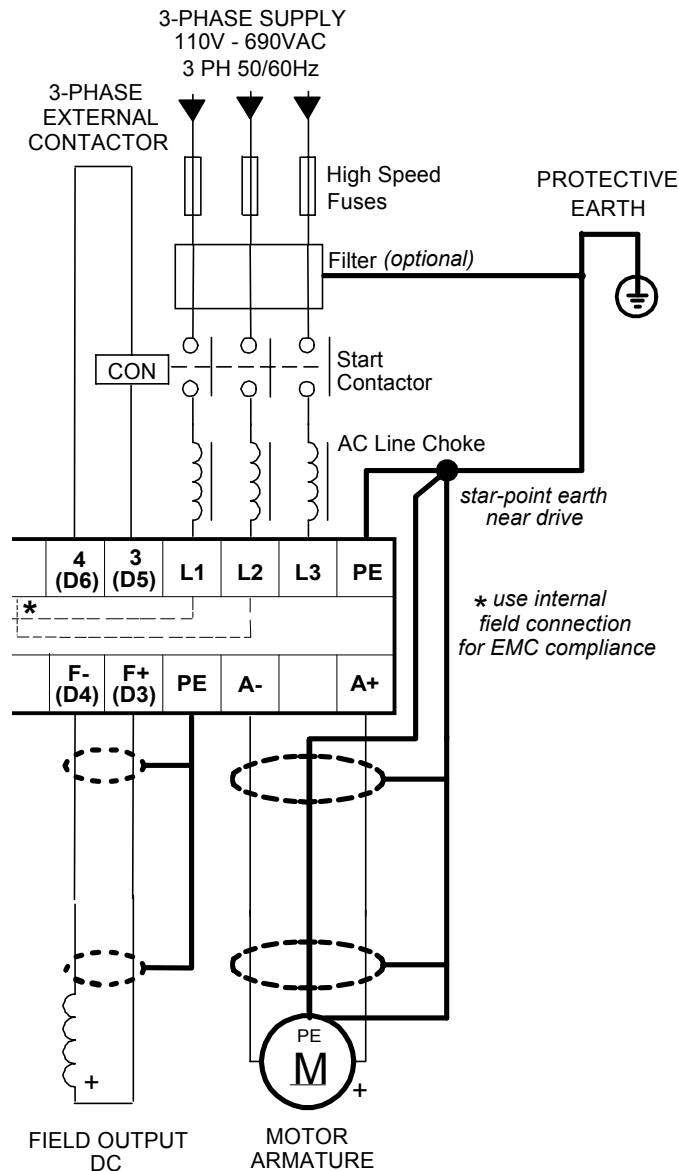 3-PHASE SUPPLY
110V - 690VAC
3 PH 50/60Hz
3-PHASE
EXTERNAL
CONTACTOR
High Speed
Fuses
PROTECTIVE
EARTH
Filter (optional)
CON
Start
Contactor
AC Line Choke
star-point earth
near drive
4
(D6)
3
(D5)
L1
L2
L3
PE
*
* use internal
field connection
for EMC compliance
F-
(D4)
F+
(D3)
PE
A-
A+
PE
M
+
+
FIELD OUTPUT
DC
MOTOR
ARMATURE